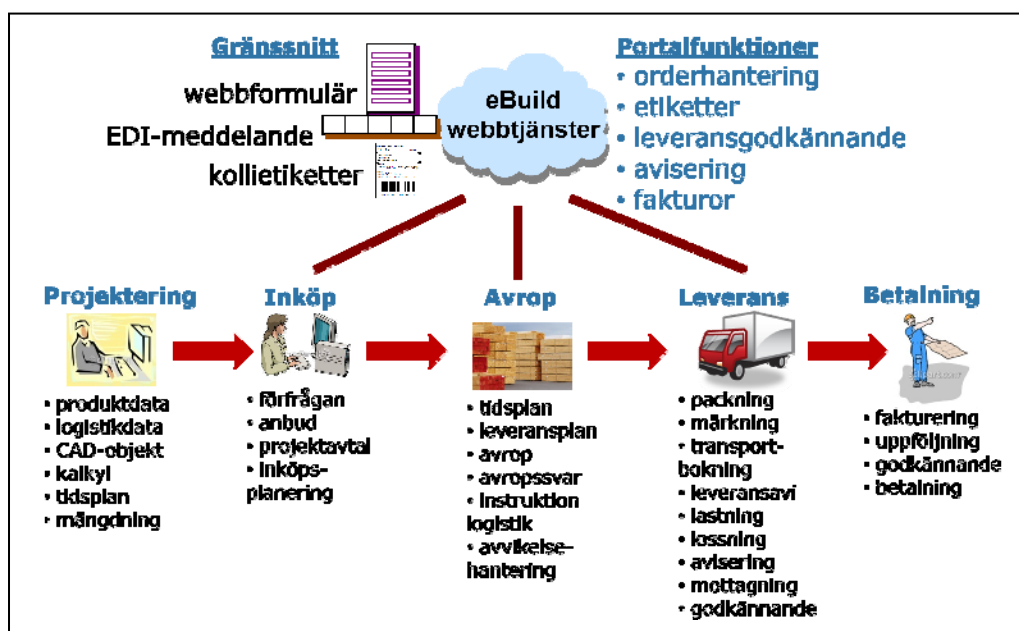 Gränssnitt
webbformulär
EDI-meddelande
kollietiketter
eBuild
webbtjänster
Portalfunktioner
• orderhantering
• etiketter
• leveransgodkännande
• avisering
• fakturor
Projektering
• produktdata
• logistikdata
• CAD-objekt
• kalkyl
• tidsplan
• mängdning
Inköp
• förfrågan
• anbud
• projektavtal
• inköps-
planering
Avrop
• tidsplan
• leveransplan
• avrop
• avropssvar
• instruktion
logistik
• avvikelse-
hantering
Leverans
• packning
• märkning
• transport-
bokning
• leveransavi
• lastning
• lossning
• avisering
• mottagning
• godkännande
Betalning
• fakturering
• uppföljning
• godkännande
• betalning